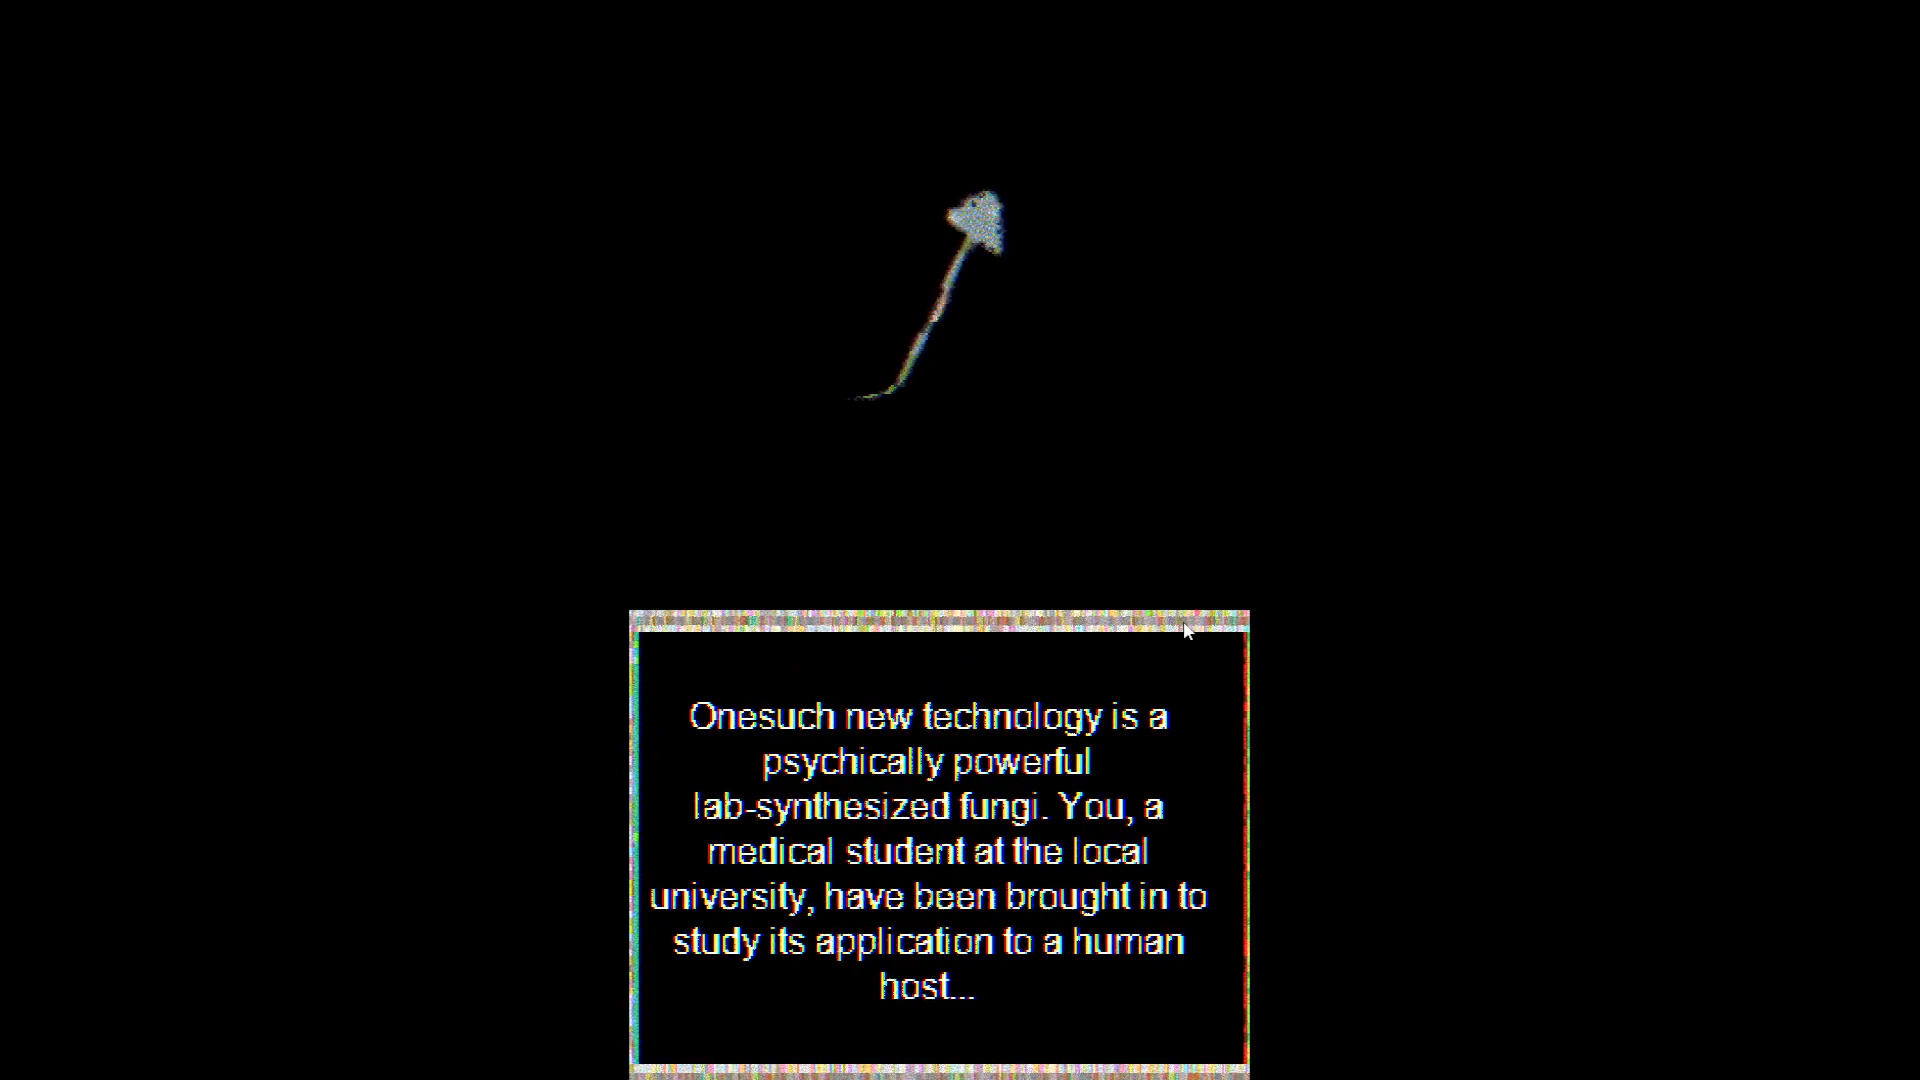 Onesuch new technology is a
psychically powerful
lab-synthesized fungi. You, a
medical student at the local
university, have been brought in to
study its application to a human
host...